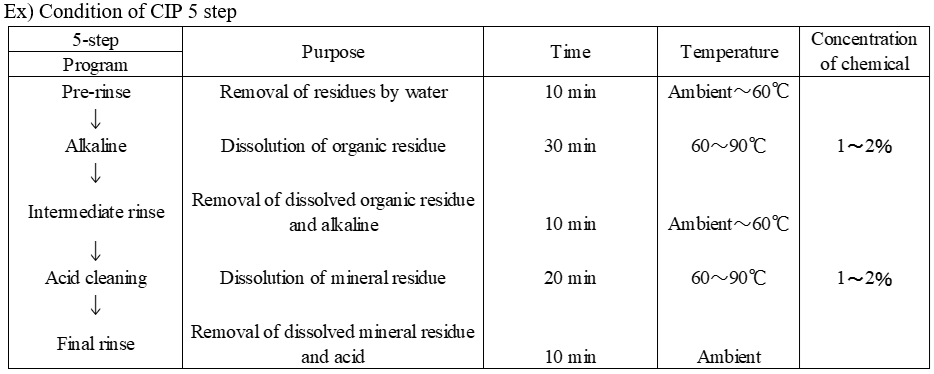 Ex) Condition of CIP 5 step
5-step
Program
Purpose
Time
Temperature
Concentration
of chemical
Pre-rinse
Removal of residues by water
10 min
Ambient～60℃
↓
Alkaline
Dissolution of organic residue
30 min
60～90℃
1～2%
↓
Intermediate rinse
Removal of dissolved organic residue
and alkaline
10 min
Ambient～60℃
↓
Acid cleaning
Dissolution of mineral residue
20 min
60～90℃
1～2%
↓
Final rinse
Removal of dissolved mineral residue
and acid
10 min
Ambient